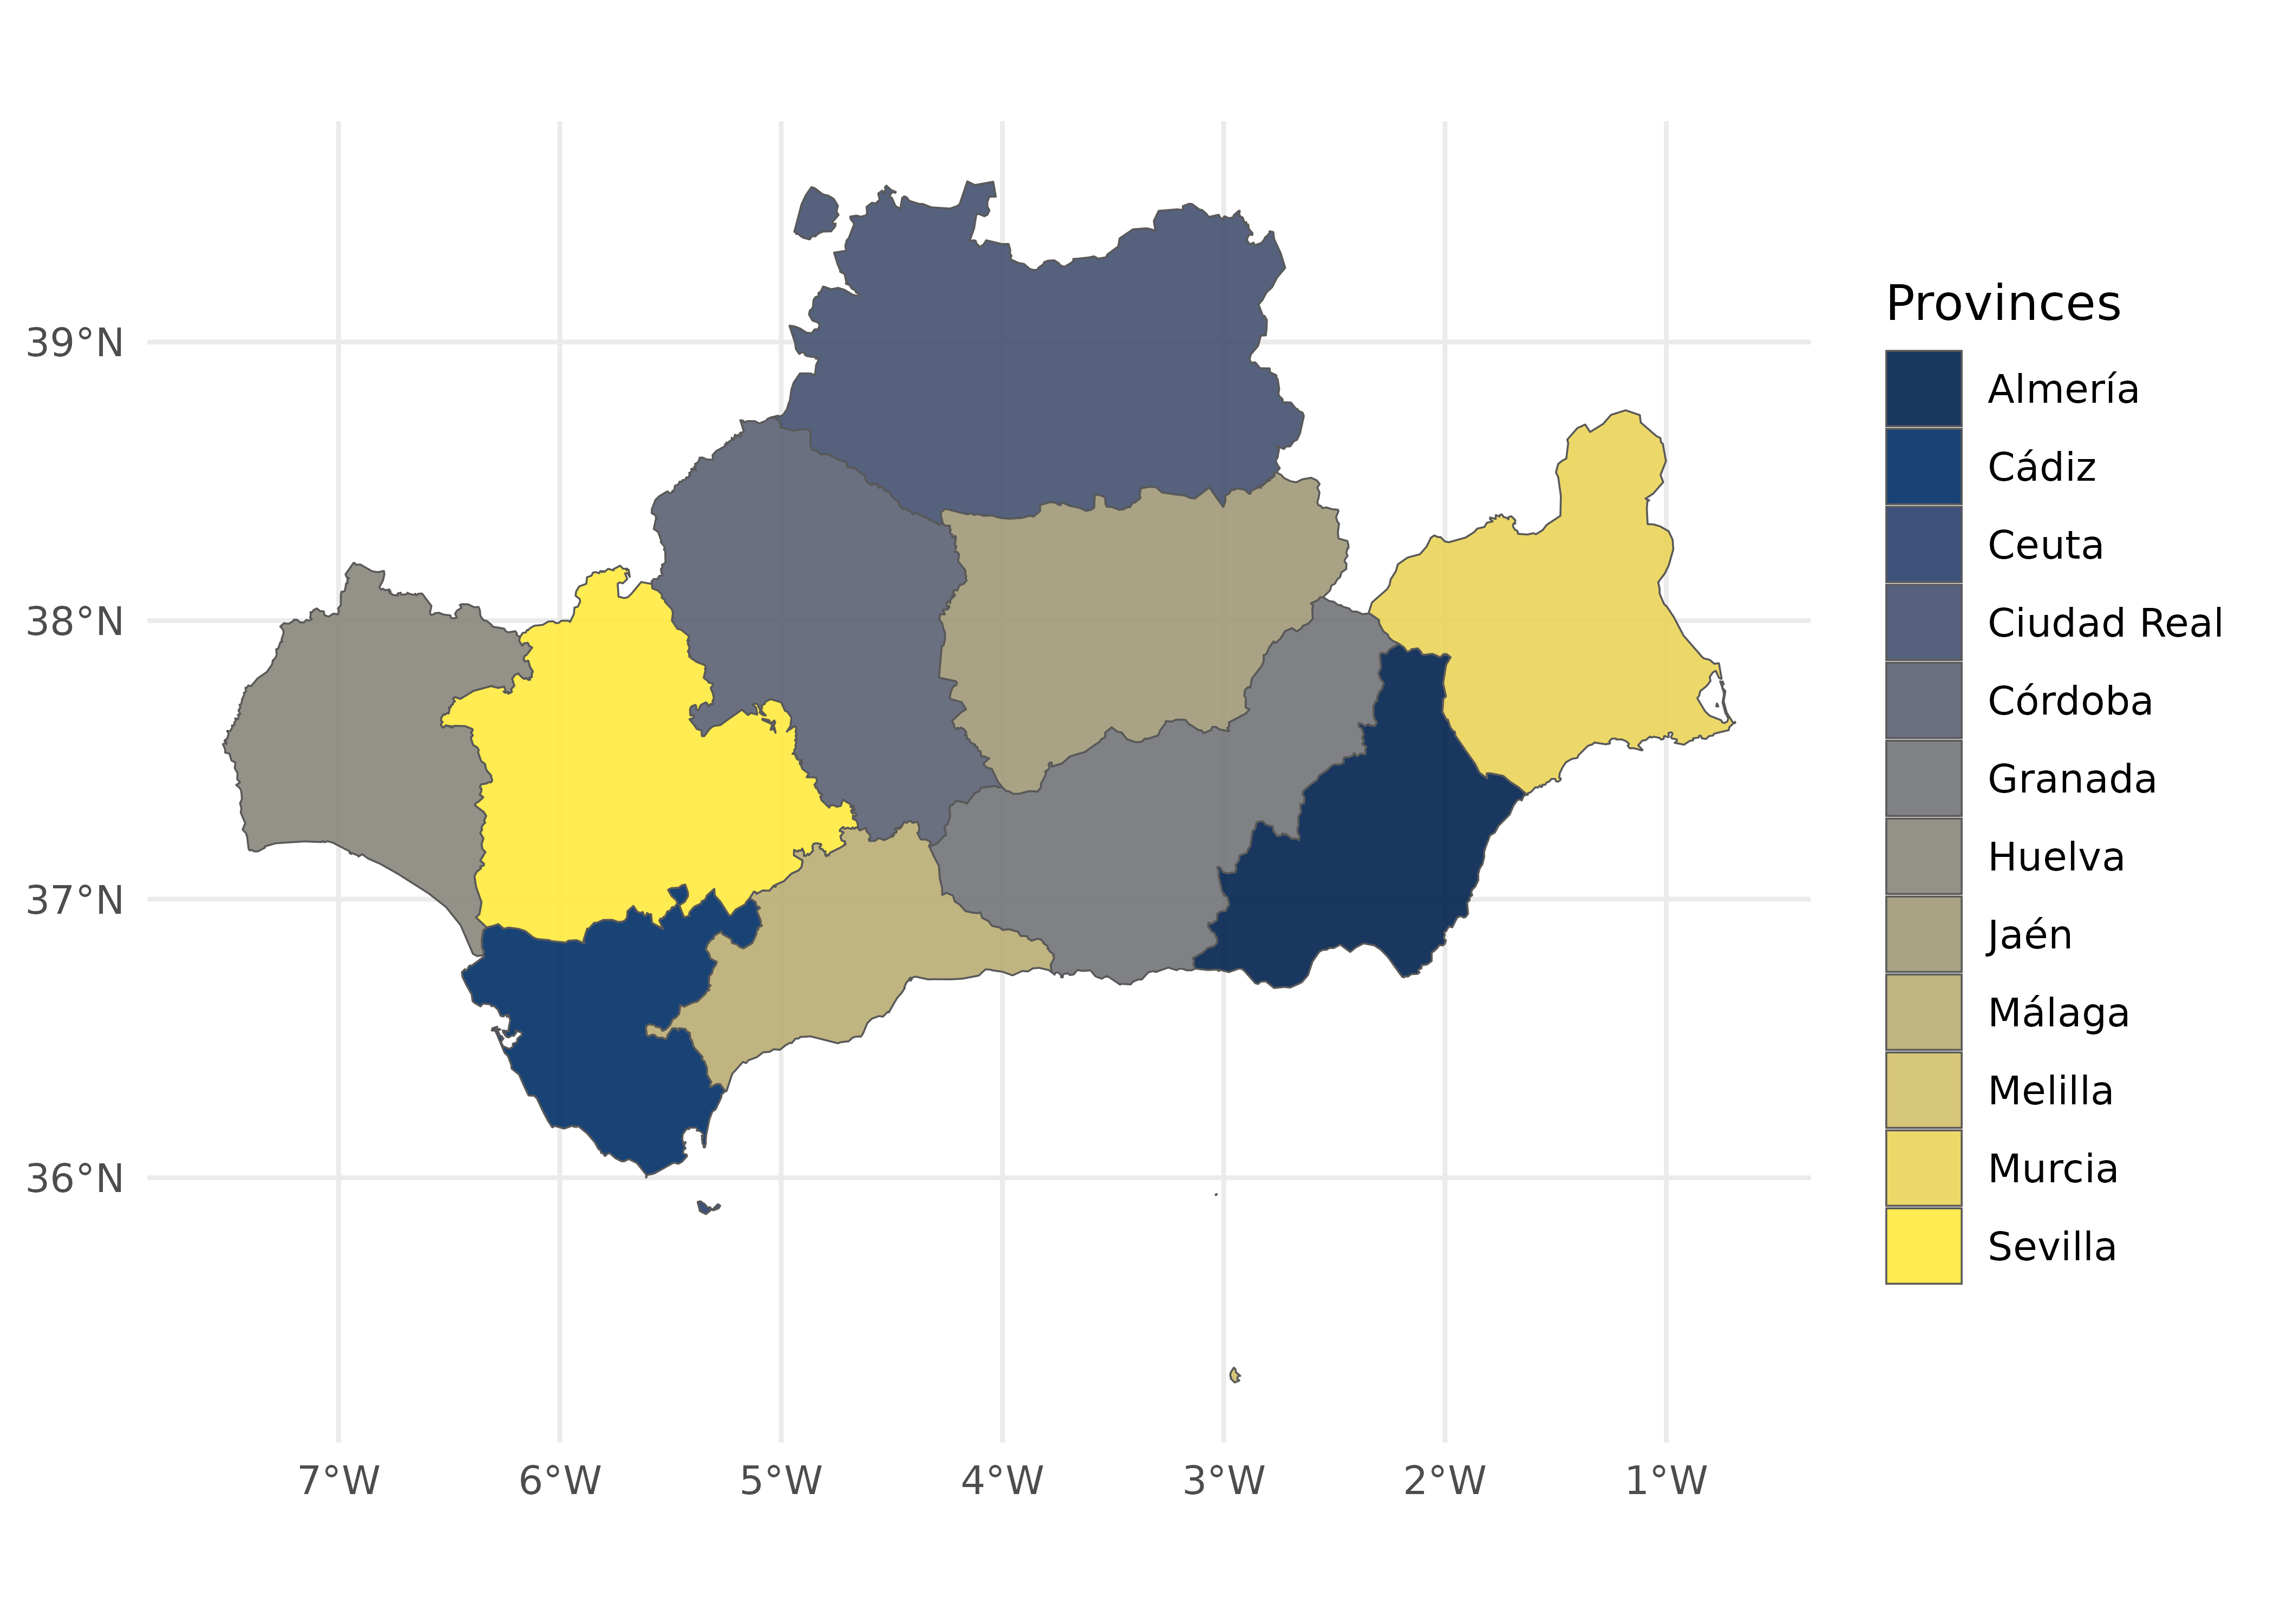 39°N
38°N
37°N
36°N
7°W
6°W
5°W
4°W
3°W
2°W
1°W
Provinces
Almería
Cádiz
Ceuta
Ciudad Real
Córdoba
Granada
Huelva
Jaén
Málaga
Melilla
Murcia
Sevilla